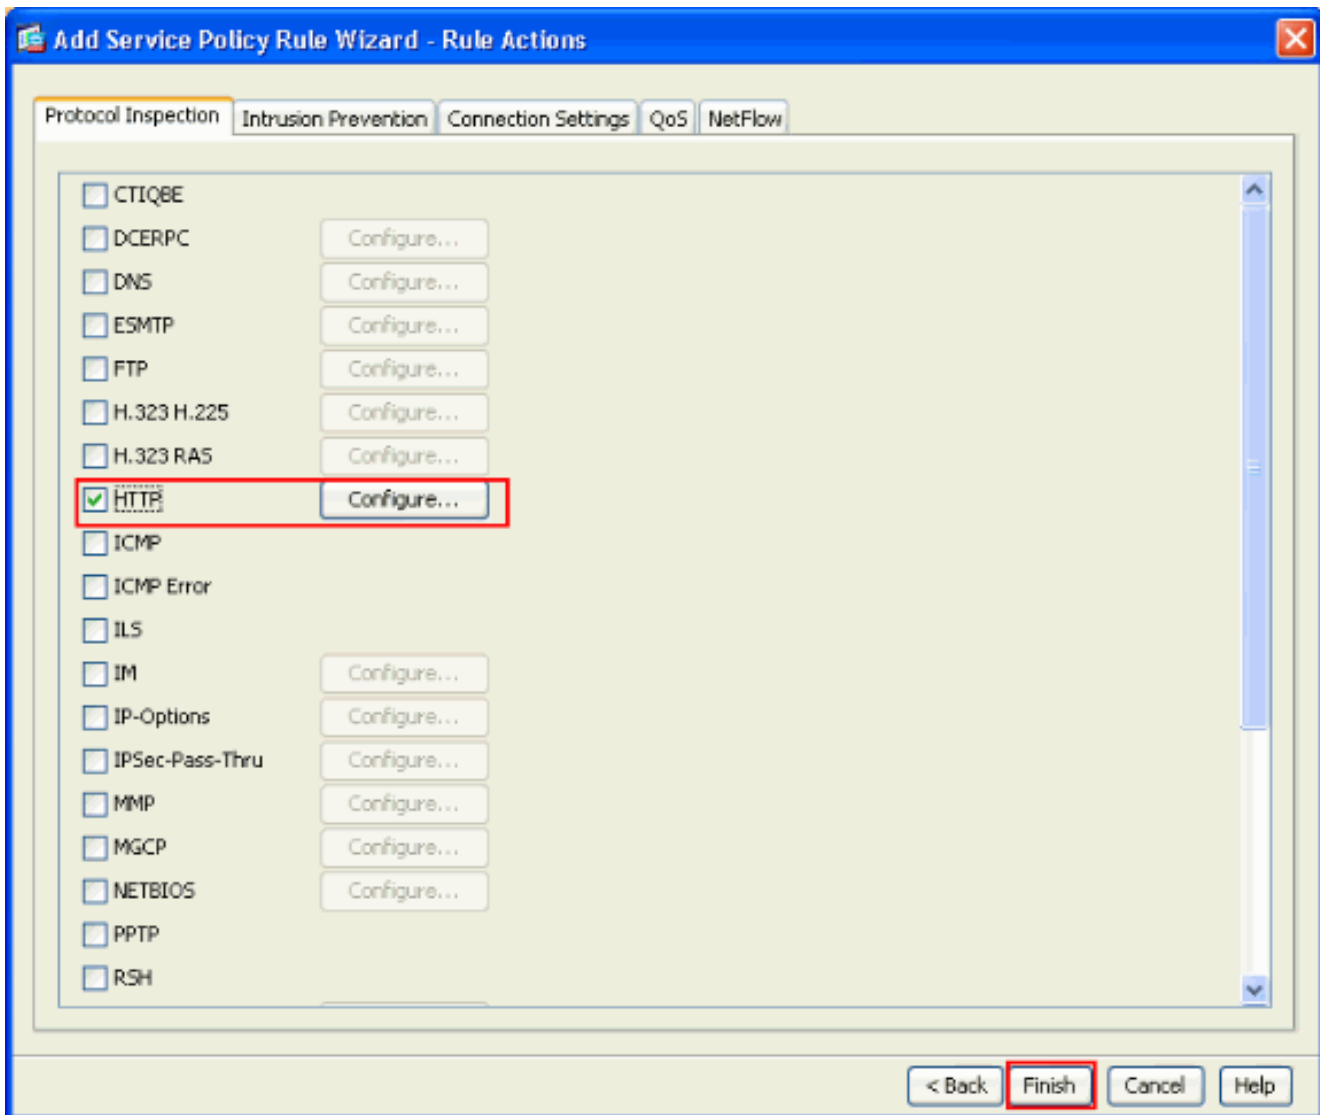 Add Service Policy Rule Wizard - Rule Actions
Protocol Inspection Intrusion Prevention Connection Settings QoS NetFlow
CTIQBE
DCERPC Configure...
DNS Configure...
ESMTP Configure...
FTP Configure...
H.323 H.225 Configure...
H.323 RAS Configure...
HTTP Configure...
ICMP
ICMP Error
ILS
IM Configure...
IP-Options Configure...
IPSec-Pass-Thru Configure...
MMP Configure...
MGCP Configure...
NETBIOS Configure...
PPTP
RSH
< Back Finish Cancel Help